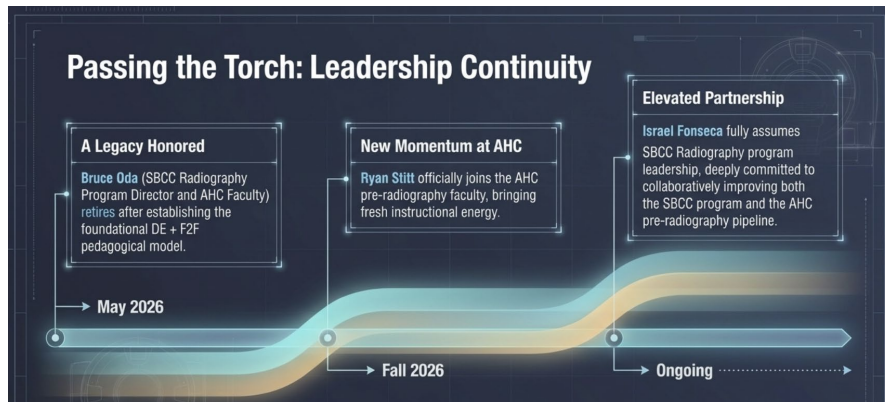 Passing the Torch: Leadership Continuity
A Legacy Honored
Bruce Oda (SBCC Radiography
Program Director and AHC Faculty)
retires after establishing the
foundational DE + F2F
pedagogical model.
May 2026
New Momentum at AHC
Ryan Stitt officially joins the AHC
pre-radiography faculty, bringing
fresh instructional energy.
Fall 2026
Elevated Partnership
Israel Fonseca fully assumes
SBCC Radiography program
leadership, deeply committed to
collaboratively improving both
the SBCC program and the AHC
pre-radiography pipeline.
Ongoing